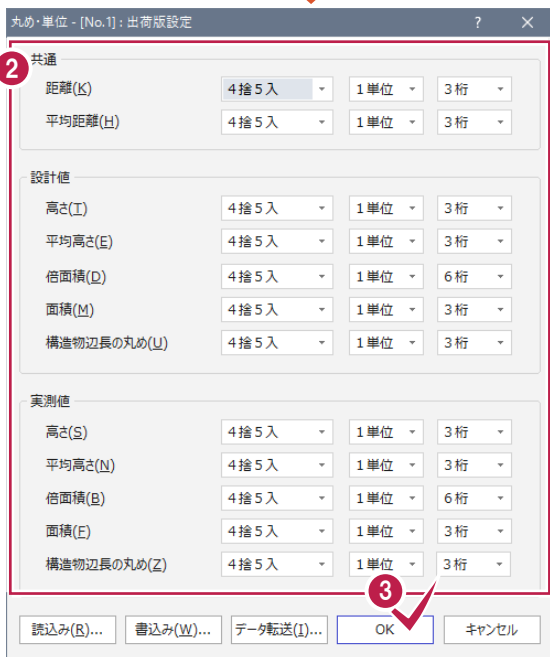 丸め・単位 - [No.1] : 出荷版設定 ? ×
2
共通
距離(K) 4捨5入 1単位 3桁
平均距離(H) 4捨5入 1単位 3桁
設計値
高さ(T) 4捨5入 1単位 3桁
平均高さ(E) 4捨5入 1単位 3桁
倍面積(D) 4捨5入 1単位 6桁
面積(M) 4捨5入 1単位 3桁
構造物辺長の丸め(U) 4捨5入 1単位 3桁
実測値
高さ(S) 4捨5入 1単位 3桁
平均高さ(N) 4捨5入 1単位 3桁
倍面積(B) 4捨5入 1単位 6桁
面積(F) 4捨5入 1単位 3桁
構造物辺長の丸め(Z) 4捨5入 1単位 3桁
3
読込み(R)... 書込み(W)... データ転送(I)... OK キャンセル